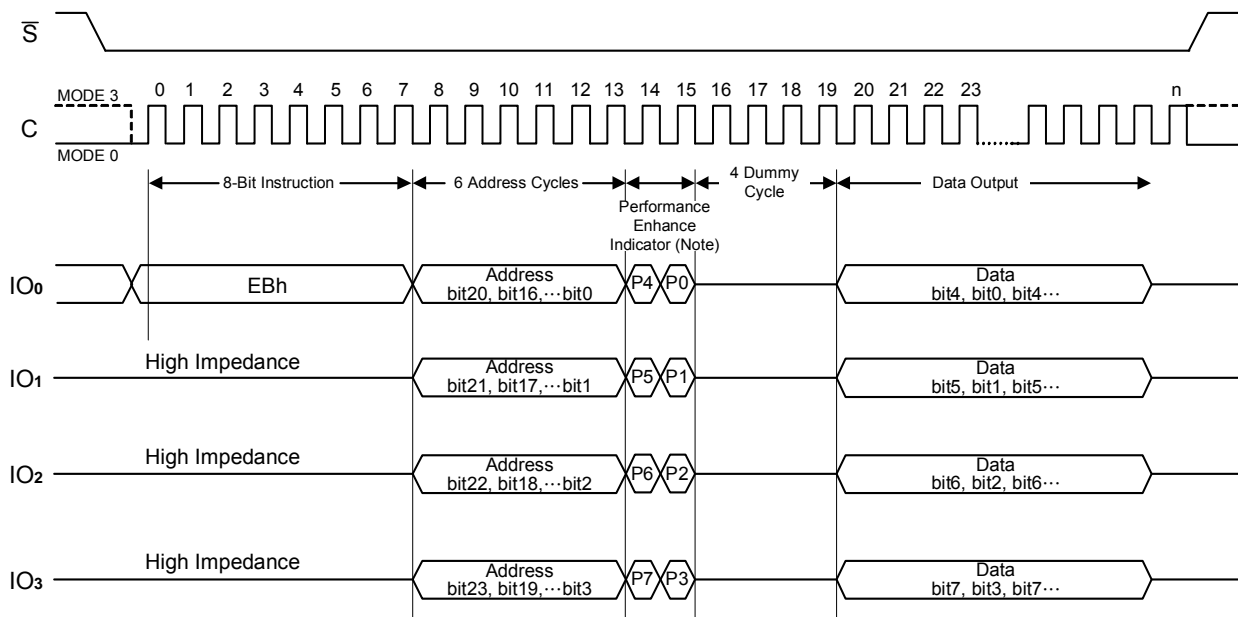 S
MODE 3
0 1 2 3 4 5 6 7 8 9 10 11 12 13 14 15 16 17 18 19 20 21 22 23 n
C
MODE 0
8-Bit Instruction
6 Address Cycles
4 Dummy
Cycle
Data Output
Performance
Enhance
Indicator (Note)
IO0
EBh
Address
bit20, bit16,···bit0
P4
P0
Data
bit4, bit0, bit4···
IO1
High Impedance
Address
bit21, bit17,···bit1
P5
P1
Data
bit5, bit1, bit5···
IO2
High Impedance
Address
bit22, bit18,···bit2
P6
P2
Data
bit6, bit2, bit6···
IO3
High Impedance
Address
bit23, bit19,···bit3
P7
P3
Data
bit7, bit3, bit7···